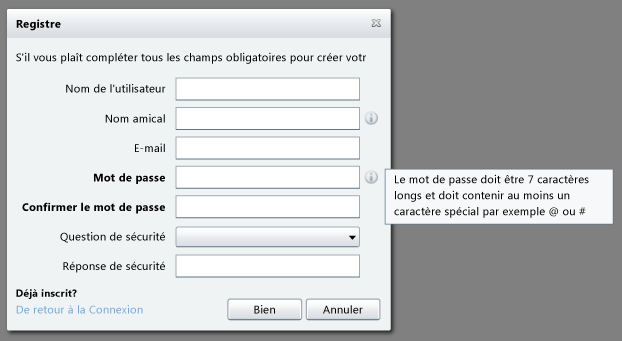 Registre
S'il vous plaît compléter tous les champs obligatoires pour créer votr
Nom de l'utilisateur
Nom amical
E-mail
Mot de passe
Le mot de passe doit être 7 caractères
longs et doit contenir au moins un
caractère spécial par exemple @ ou #
Confirmer le mot de passe
Question de sécurité
Réponse de sécurité
Déjà inscrit?
De retour à la Connexion
Bien
Annuler